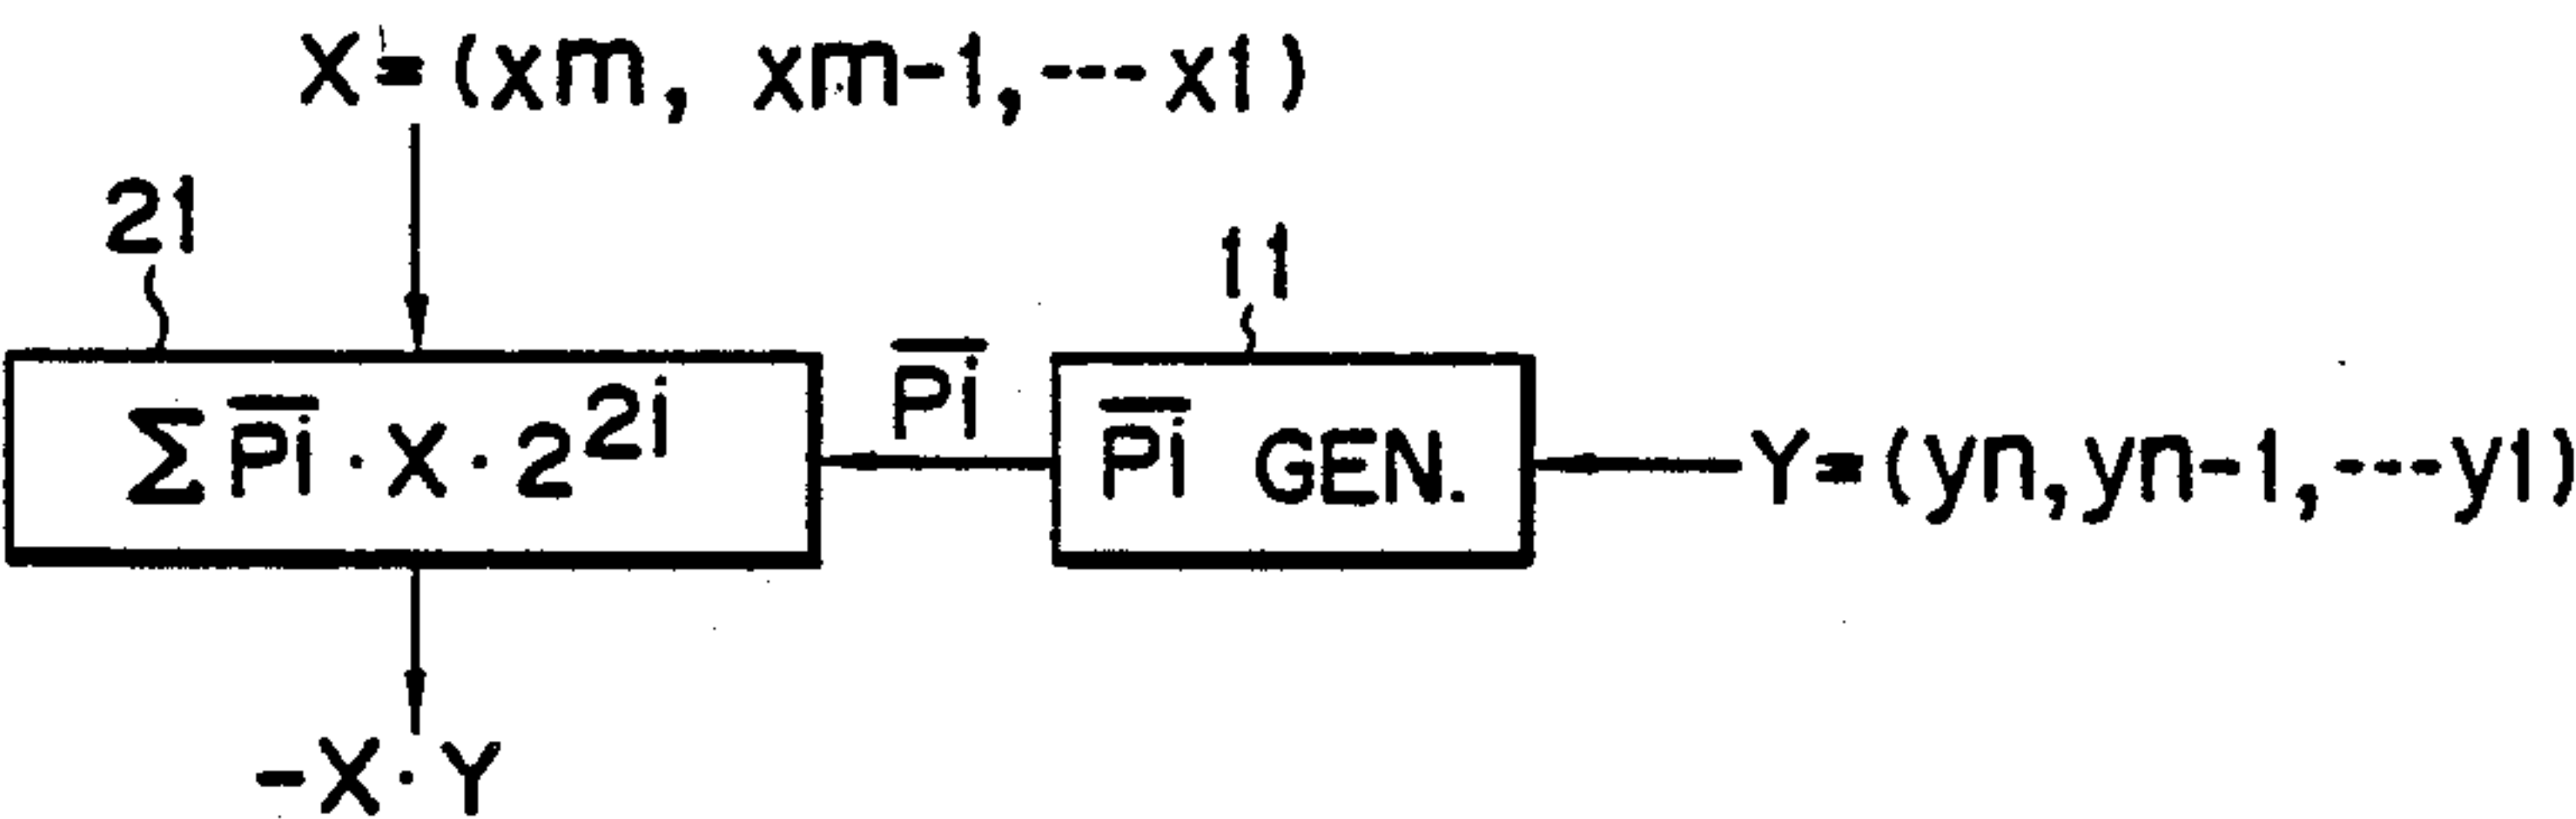 X=(xm, xm-1,---x1)
21
11
P̅i̅
Σ P̅i̅ · X · 2^2i
P̅i̅ GEN.
Y=(yn,yn-1,---y1)
-X·Y